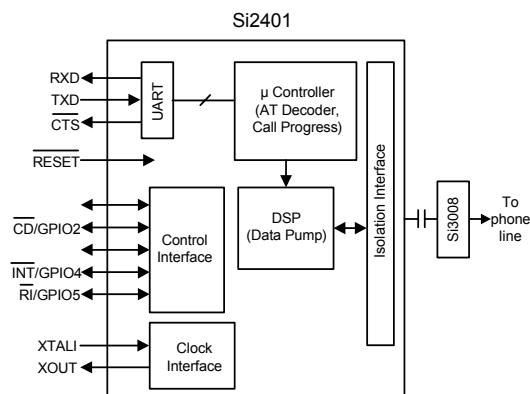 Si2401
RXD
TXD
CTS
RESET
CD/GPIO2
INT/GPIO4
RI/GPIO5
XTALI
XOUT
UART
μ Controller
(AT Decoder,
Call Progress)
DSP
(Data Pump)
Control
Interface
Clock
Interface
Isolation Interface
Si3008
To
phone
line